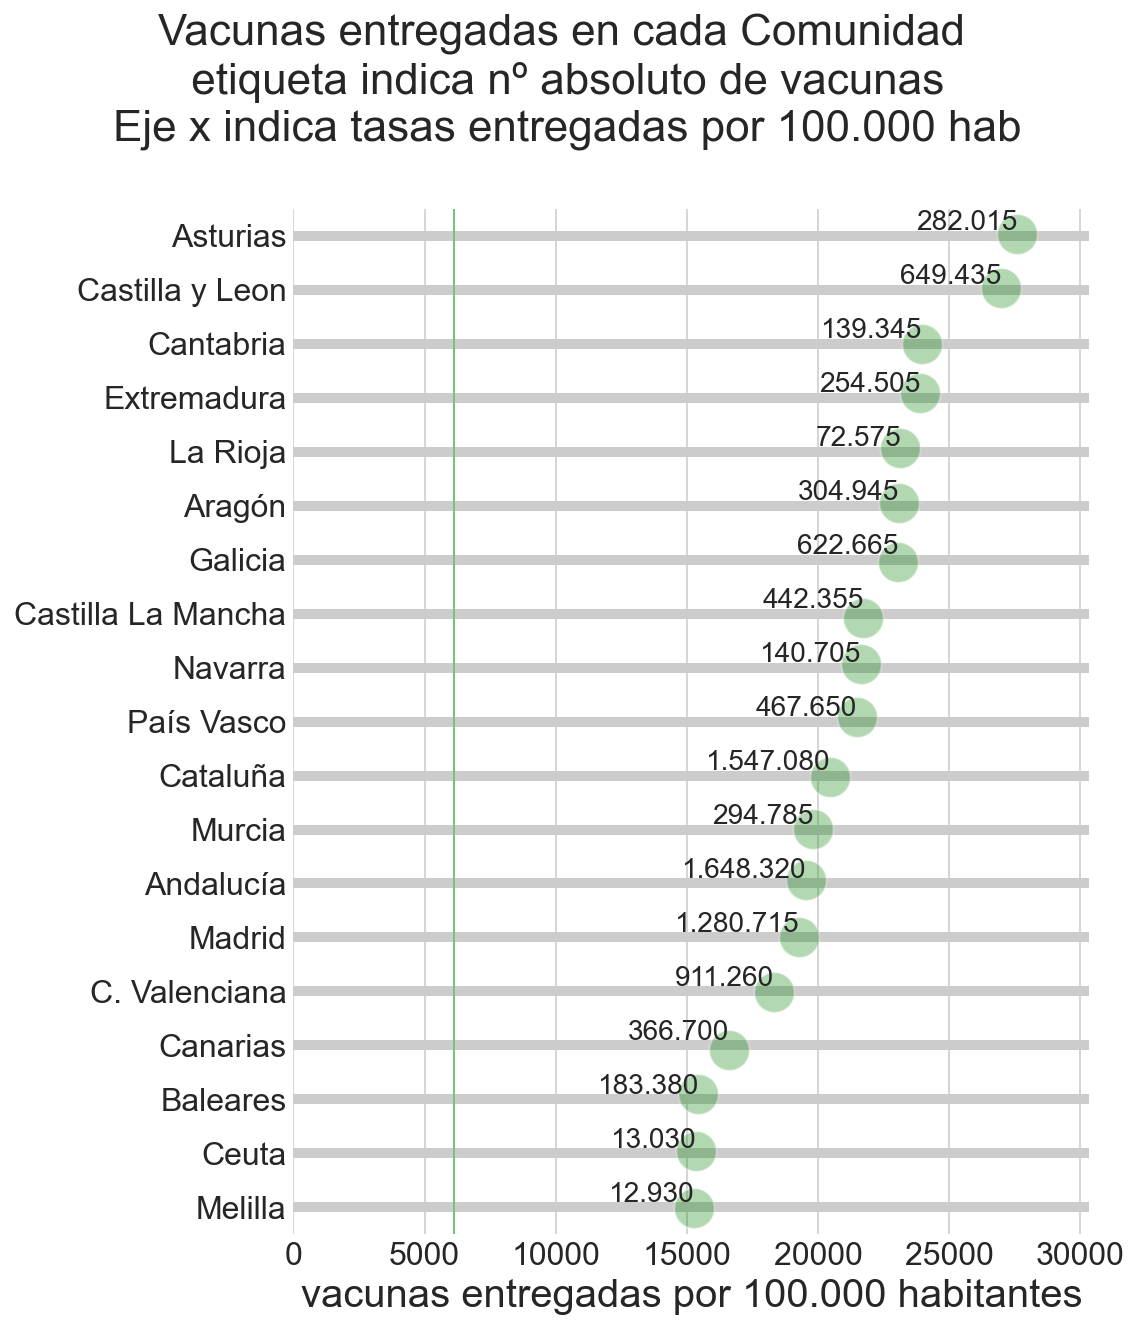 Vacunas entregadas en cada Comunidad
etiqueta indica nº absoluto de vacunas
Eje x indica tasas entregadas por 100.000 hab
Asturias 282.015
Castilla y Leon 649.435
Cantabria 139.345
Extremadura 254.505
La Rioja 72.575
Aragón 304.945
Galicia 622.665
Castilla La Mancha 442.355
Navarra 140.705
País Vasco 467.650
Cataluña 1.547.080
Murcia 294.785
Andalucía 1.648.320
Madrid 1.280.715
C. Valenciana 911.260
Canarias 366.700
Baleares 183.380
Ceuta 13.030
Melilla 12.930
0 5000 10000 15000 20000 25000 30000
vacunas entregadas por 100.000 habitantes